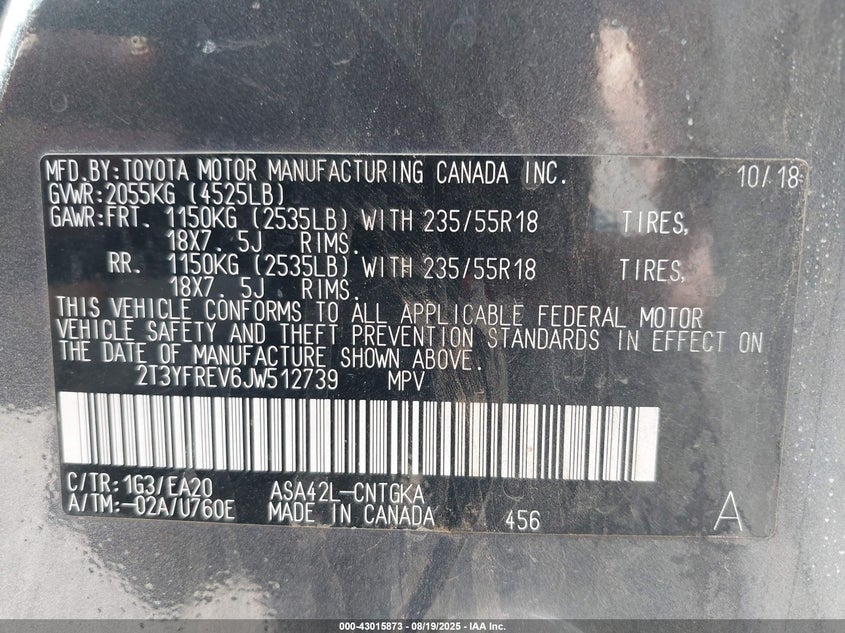 MFD.BY:TOYOTA MOTOR MANUFACTURING CANADA INC. 10/18
GVWR:2055KG (4525LB)
GAWR:FRT. 1150KG (2535LB) WITH 235/55R18 TIRES,
18X7. 5J RIMS.
RR. 1150KG (2535LB) WITH 235/55R18 TIRES,
18X7. 5J RIMS.
THIS VEHICLE CONFORMS TO ALL APPLICABLE FEDERAL MOTOR
VEHICLE SAFETY AND THEFT PREVENTION STANDARDS IN EFFECT ON
THE DATE OF MANUFACTURE SHOWN ABOVE.
2T3YFREV6JW512739 MPV
C/TR:1G3/EA20 ASA42L-CNTGKA
A/TM:-02A/U760E MADE IN CANADA 456 A
000-43015873 - 08/19/2025 - IAA Inc.